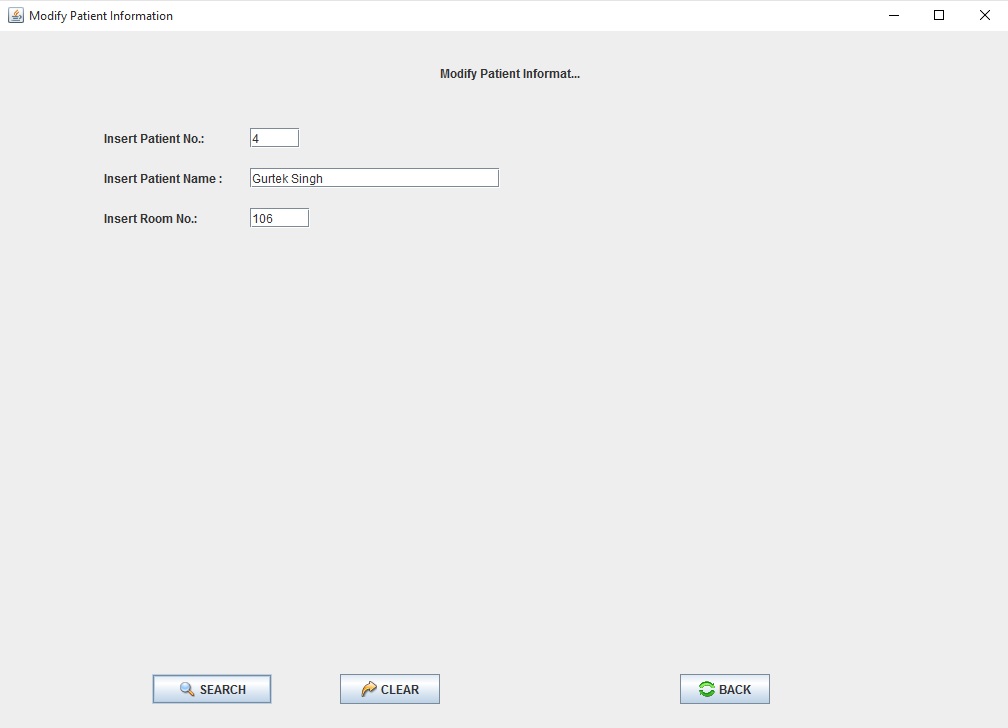 Modify Patient Information
Modify Patient Informat...
Insert Patient No.: 4
Insert Patient Name : Gurtek Singh
Insert Room No.: 106
SEARCH CLEAR BACK